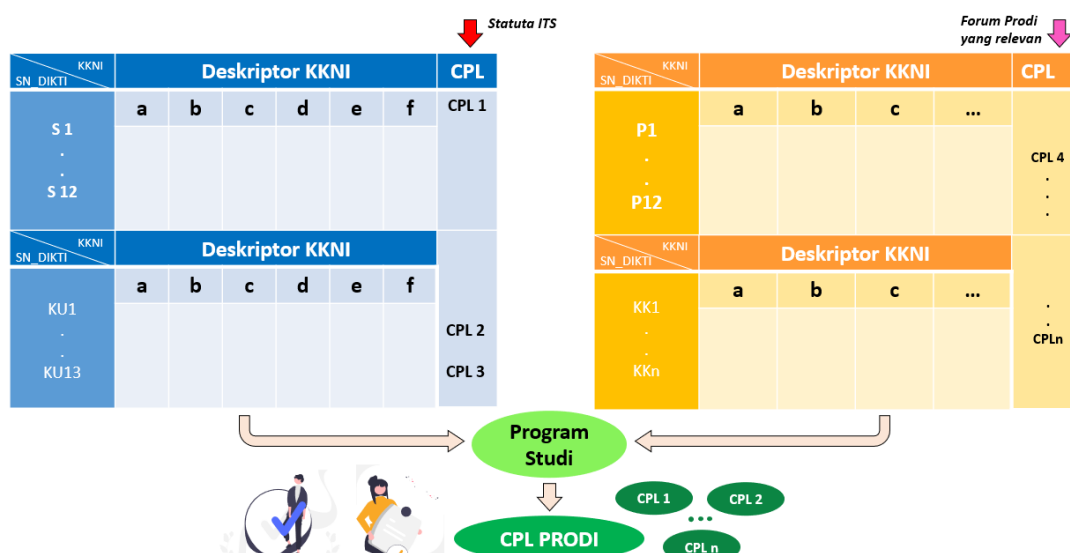 Statuta ITS
KKNI
SN_DIKTI
Deskriptor KKNI
CPL
a b c d e f
CPL 1
S 1
.
.
S 12
KKNI
SN_DIKTI
Deskriptor KKNI
a b c d e f
KU1
.
.
KU13
CPL 2
CPL 3
Forum Prodi
yang relevan
KKNI
SN_DIKTI
Deskriptor KKNI
CPL
a b c ...
P1
.
.
P12
CPL 4
.
.
.
KKNI
SN_DIKTI
Deskriptor KKNI
a b c ...
KK1
.
.
KKn
.
.
CPLn
Program
Studi
CPL PRODI
CPL 1
CPL 2
...
CPL n